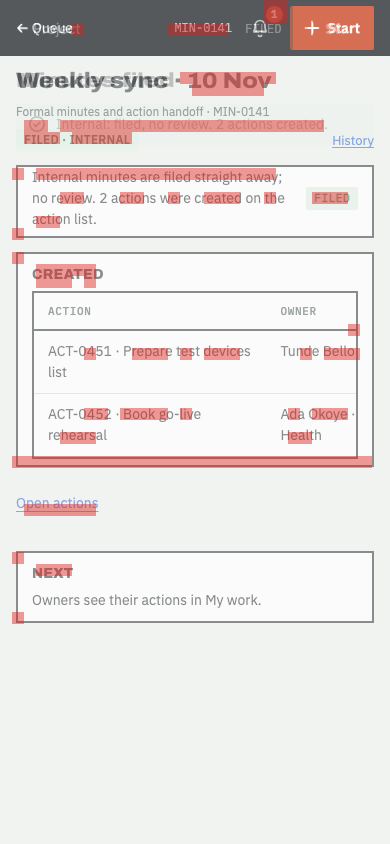 Queue
MIN-0141
FILED
1
Start
Weekly sync · 10 Nov
Formal minutes and action handoff · MIN-0141
Internal: filed, no review. 2 actions created.
FILED · INTERNAL
History
Internal minutes are filed straight away;
no review. 2 actions were created on the
action list.
FILED
CREATED
ACTION OWNER
ACT-0451 · Prepare test devices
list
Tunde Bello
ACT-0452 · Book go-live
rehearsal
Ada Okoye ·
Health
Open actions
NEXT
Owners see their actions in My work.